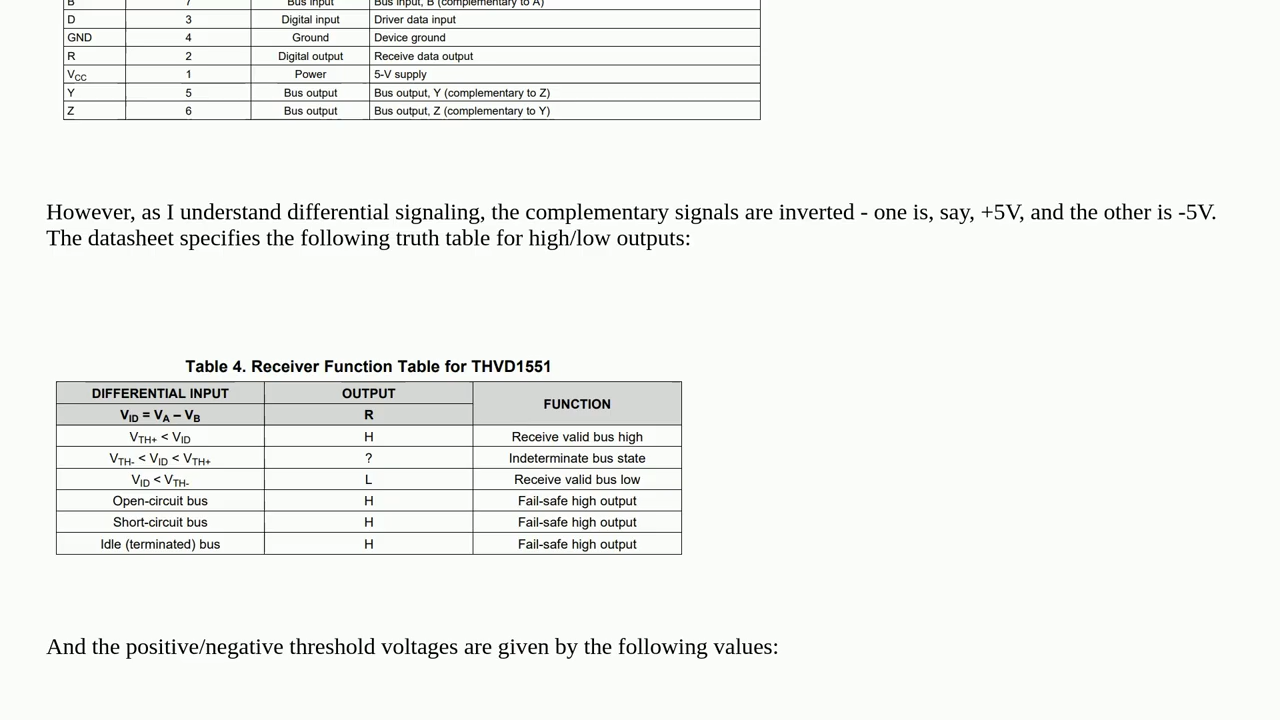 B 7 Bus input Bus input, B (complementary to A)
D 3 Digital input Driver data input
GND 4 Ground Device ground
R 2 Digital output Receive data output
VCC 1 Power 5-V supply
Y 5 Bus output Bus output, Y (complementary to Z)
Z 6 Bus output Bus output, Z (complementary to Y)
However, as I understand differential signaling, the complementary signals are inverted - one is, say, +5V, and the other is -5V.
The datasheet specifies the following truth table for high/low outputs:
Table 4. Receiver Function Table for THVD1551
DIFFERENTIAL INPUT OUTPUT FUNCTION
VID = VA – VB R
VTH+ < VID H Receive valid bus high
VTH- < VID < VTH+ ? Indeterminate bus state
VID < VTH- L Receive valid bus low
Open-circuit bus H Fail-safe high output
Short-circuit bus H Fail-safe high output
Idle (terminated) bus H Fail-safe high output
And the positive/negative threshold voltages are given by the following values: